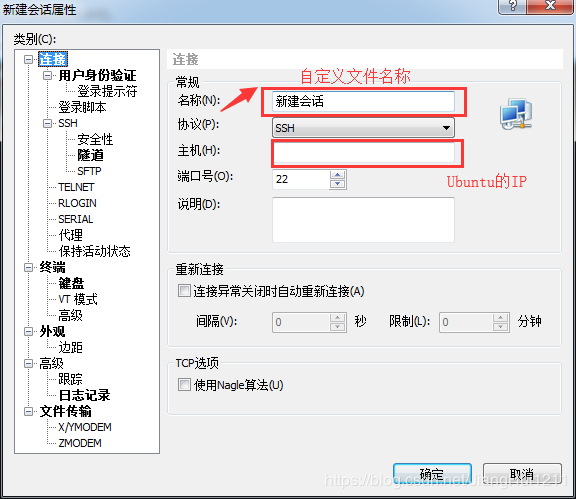 新建会话属性
类别(C):
连接
用户身份验证
登录提示符
登录脚本
SSH
安全性
隧道
SFTP
TELNET
RLOGIN
SERIAL
代理
保持活动状态
终端
键盘
VT 模式
高级
外观
边距
高级
跟踪
日志记录
文件传输
X/YMODEM
ZMODEM
连接
常规
自定义文件名称
名称(N):
新建会话
协议(P):
SSH
主机(H):
端口号(O):
22
Ubuntu的IP
说明(D):
重新连接
连接异常关闭时自动重新连接(A)
间隔(V): 0 秒 限制(L): 0 分钟
TCP选项
使用Nagle算法(U)
确定 取消